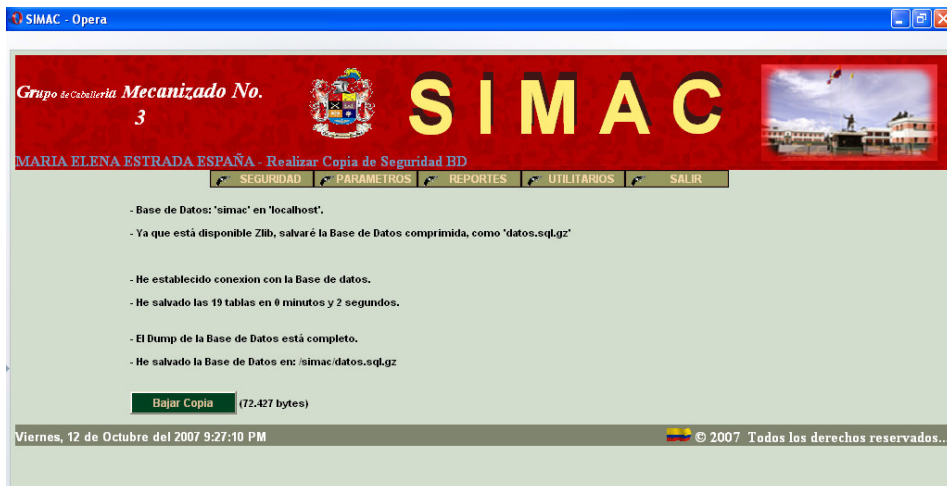 SIMAC - Opera
Grupo de Caballería Mecanizado No.
3
SIMAC
MARIA ELENA ESTRADA ESPAÑA - Realizar Copia de Seguridad BD
SEGURIDAD PARAMETROS REPORTES UTILITARIOS SALIR
- Base de Datos: 'simac' en 'localhost'.
- Ya que está disponible Zlib, salvaré la Base de Datos comprimida, como 'datos.sql.gz'
- He establecido conexion con la Base de datos.
- He salvado las 19 tablas en 0 minutos y 2 segundos.
- El Dump de la Base de Datos está completo.
- He salvado la Base de Datos en: /simac/datos.sql.gz
Bajar Copia (72.427 bytes)
Viernes, 12 de Octubre del 2007 9:27:10 PM © 2007 Todos los derechos reservados...